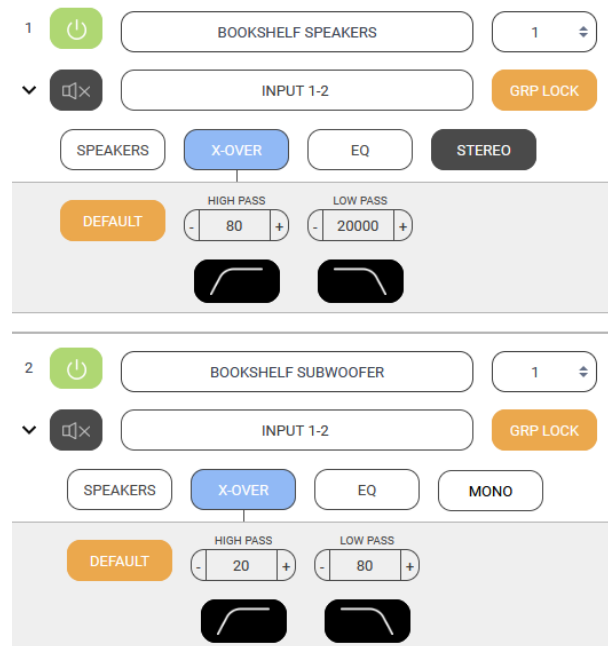 1 BOOKSHELF SPEAKERS 1
INPUT 1-2 GRP LOCK
SPEAKERS X-OVER EQ STEREO
HIGH PASS LOW PASS
DEFAULT - 80 + - 20000 +
2 BOOKSHELF SUBWOOFER 1
INPUT 1-2 GRP LOCK
SPEAKERS X-OVER EQ MONO
HIGH PASS LOW PASS
DEFAULT - 20 + - 80 +